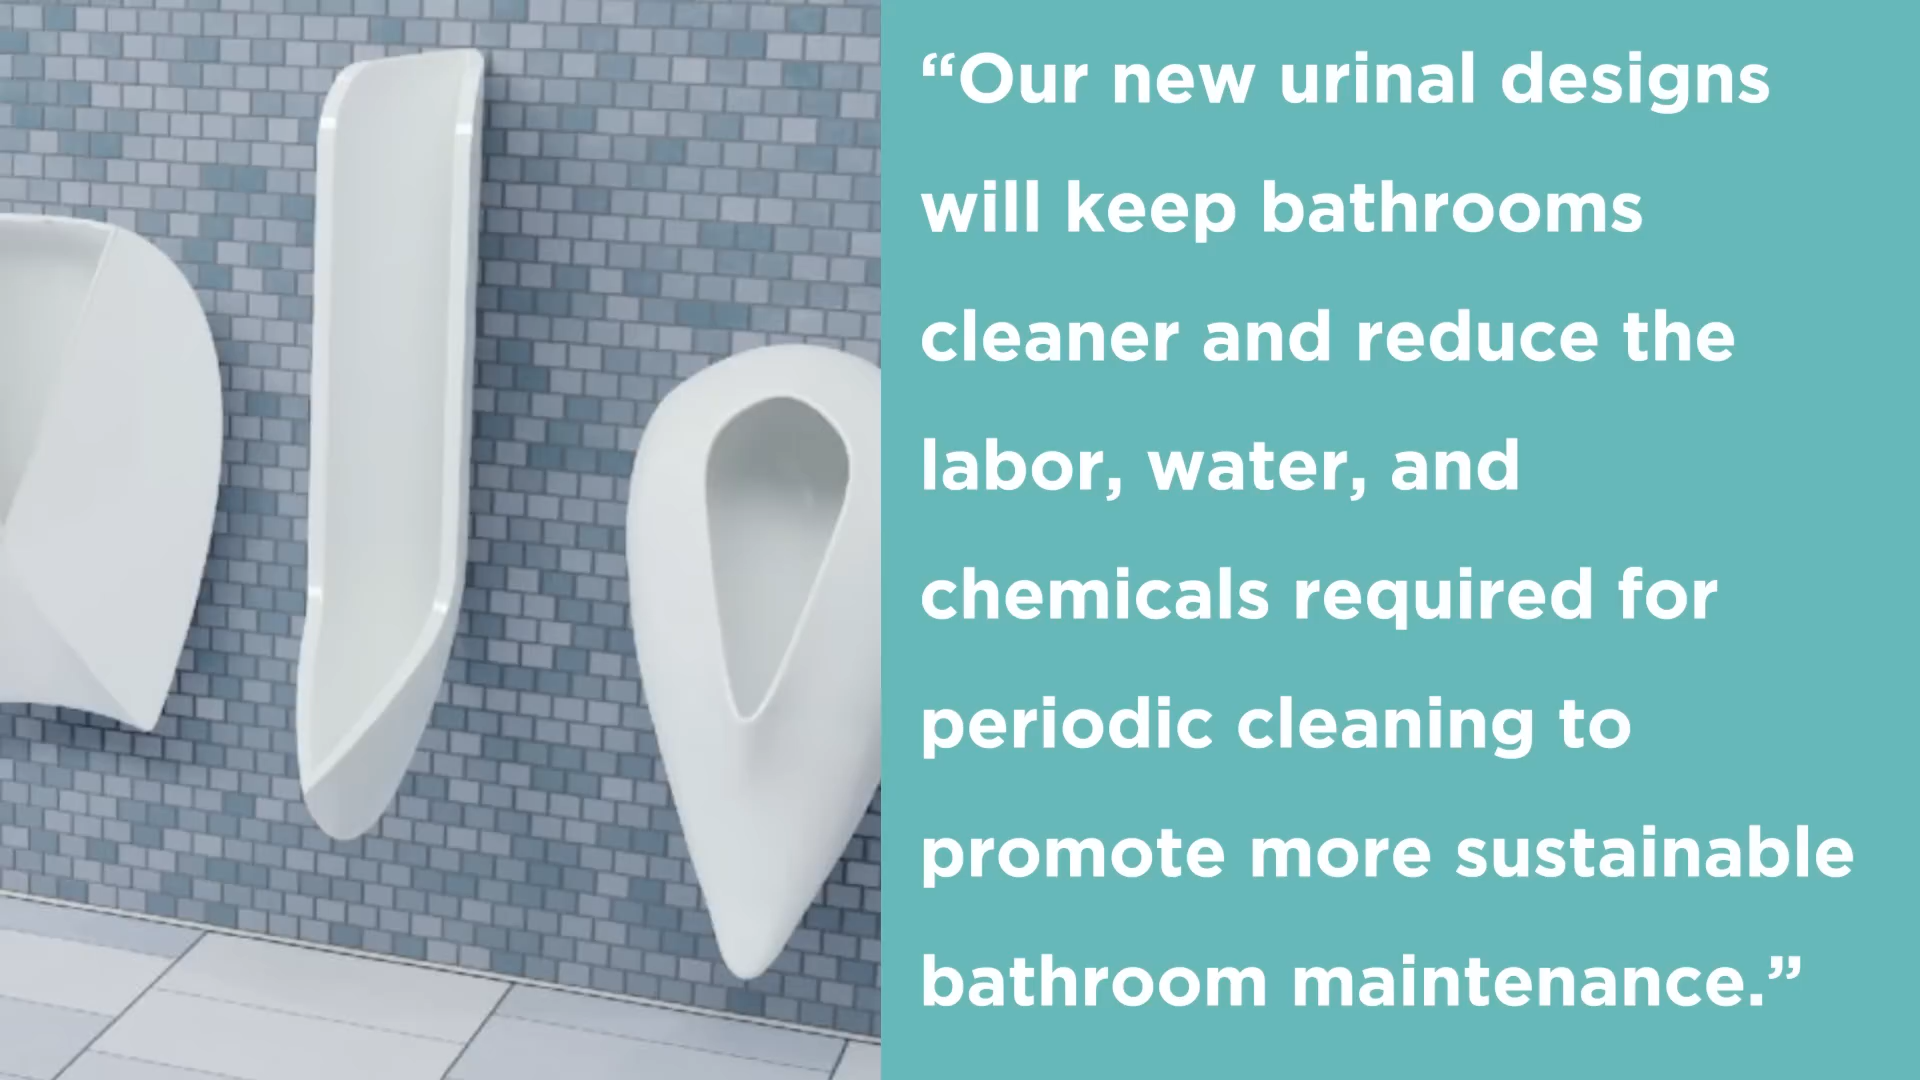 “Our new urinal designs
will keep bathrooms
cleaner and reduce the
labor, water, and
chemicals required for
periodic cleaning to
promote more sustainable
bathroom maintenance.”